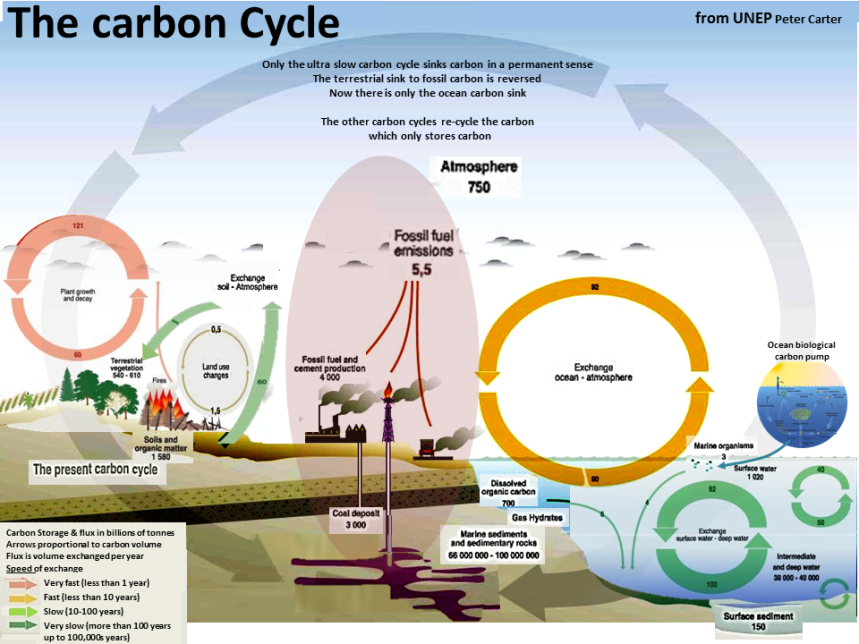 The carbon Cycle
from UNEP Peter Carter
Only the ultra slow carbon cycle sinks carbon in a permanent sense
The terrestrial sink to fossil carbon is reversed
Now there is only the ocean carbon sink
The other carbon cycles re-cycle the carbon
which only stores carbon
Atmosphere
750
121
Plant growth
and decay
60
Exchange
soil - Atmosphere
Fossil fuel
emissions
5,5
92
Exchange
ocean - atmosphere
90
0,5
Land use
changes
1,5
60
Terrestrial
vegetation
540 - 610
Fires
Soils and
organic matter
1 580
Fossil fuel and
cement production
4 000
Ocean biological
carbon pump
The present carbon cycle
Coal deposit
3 000
Dissolved
organic carbon
700
Gas Hydrates
Marine sediments
and sedimentary rocks
66 000 000 - 100 000 000
Marine organisms
3
Surface water
1 020
6
4
92
Exchange
surface water - deep water
100
40
50
Intermediate
and deep water
38 000 - 40 000
Surface sediment
150
Carbon Storage & flux in billions of tonnes
Arrows proportional to carbon volume
Flux is volume exchanged per year
Speed of exchange
Very fast (less than 1 year)
Fast (less than 10 years)
Slow (10-100 years)
Very slow (more than 100 years
up to 100,000s years)